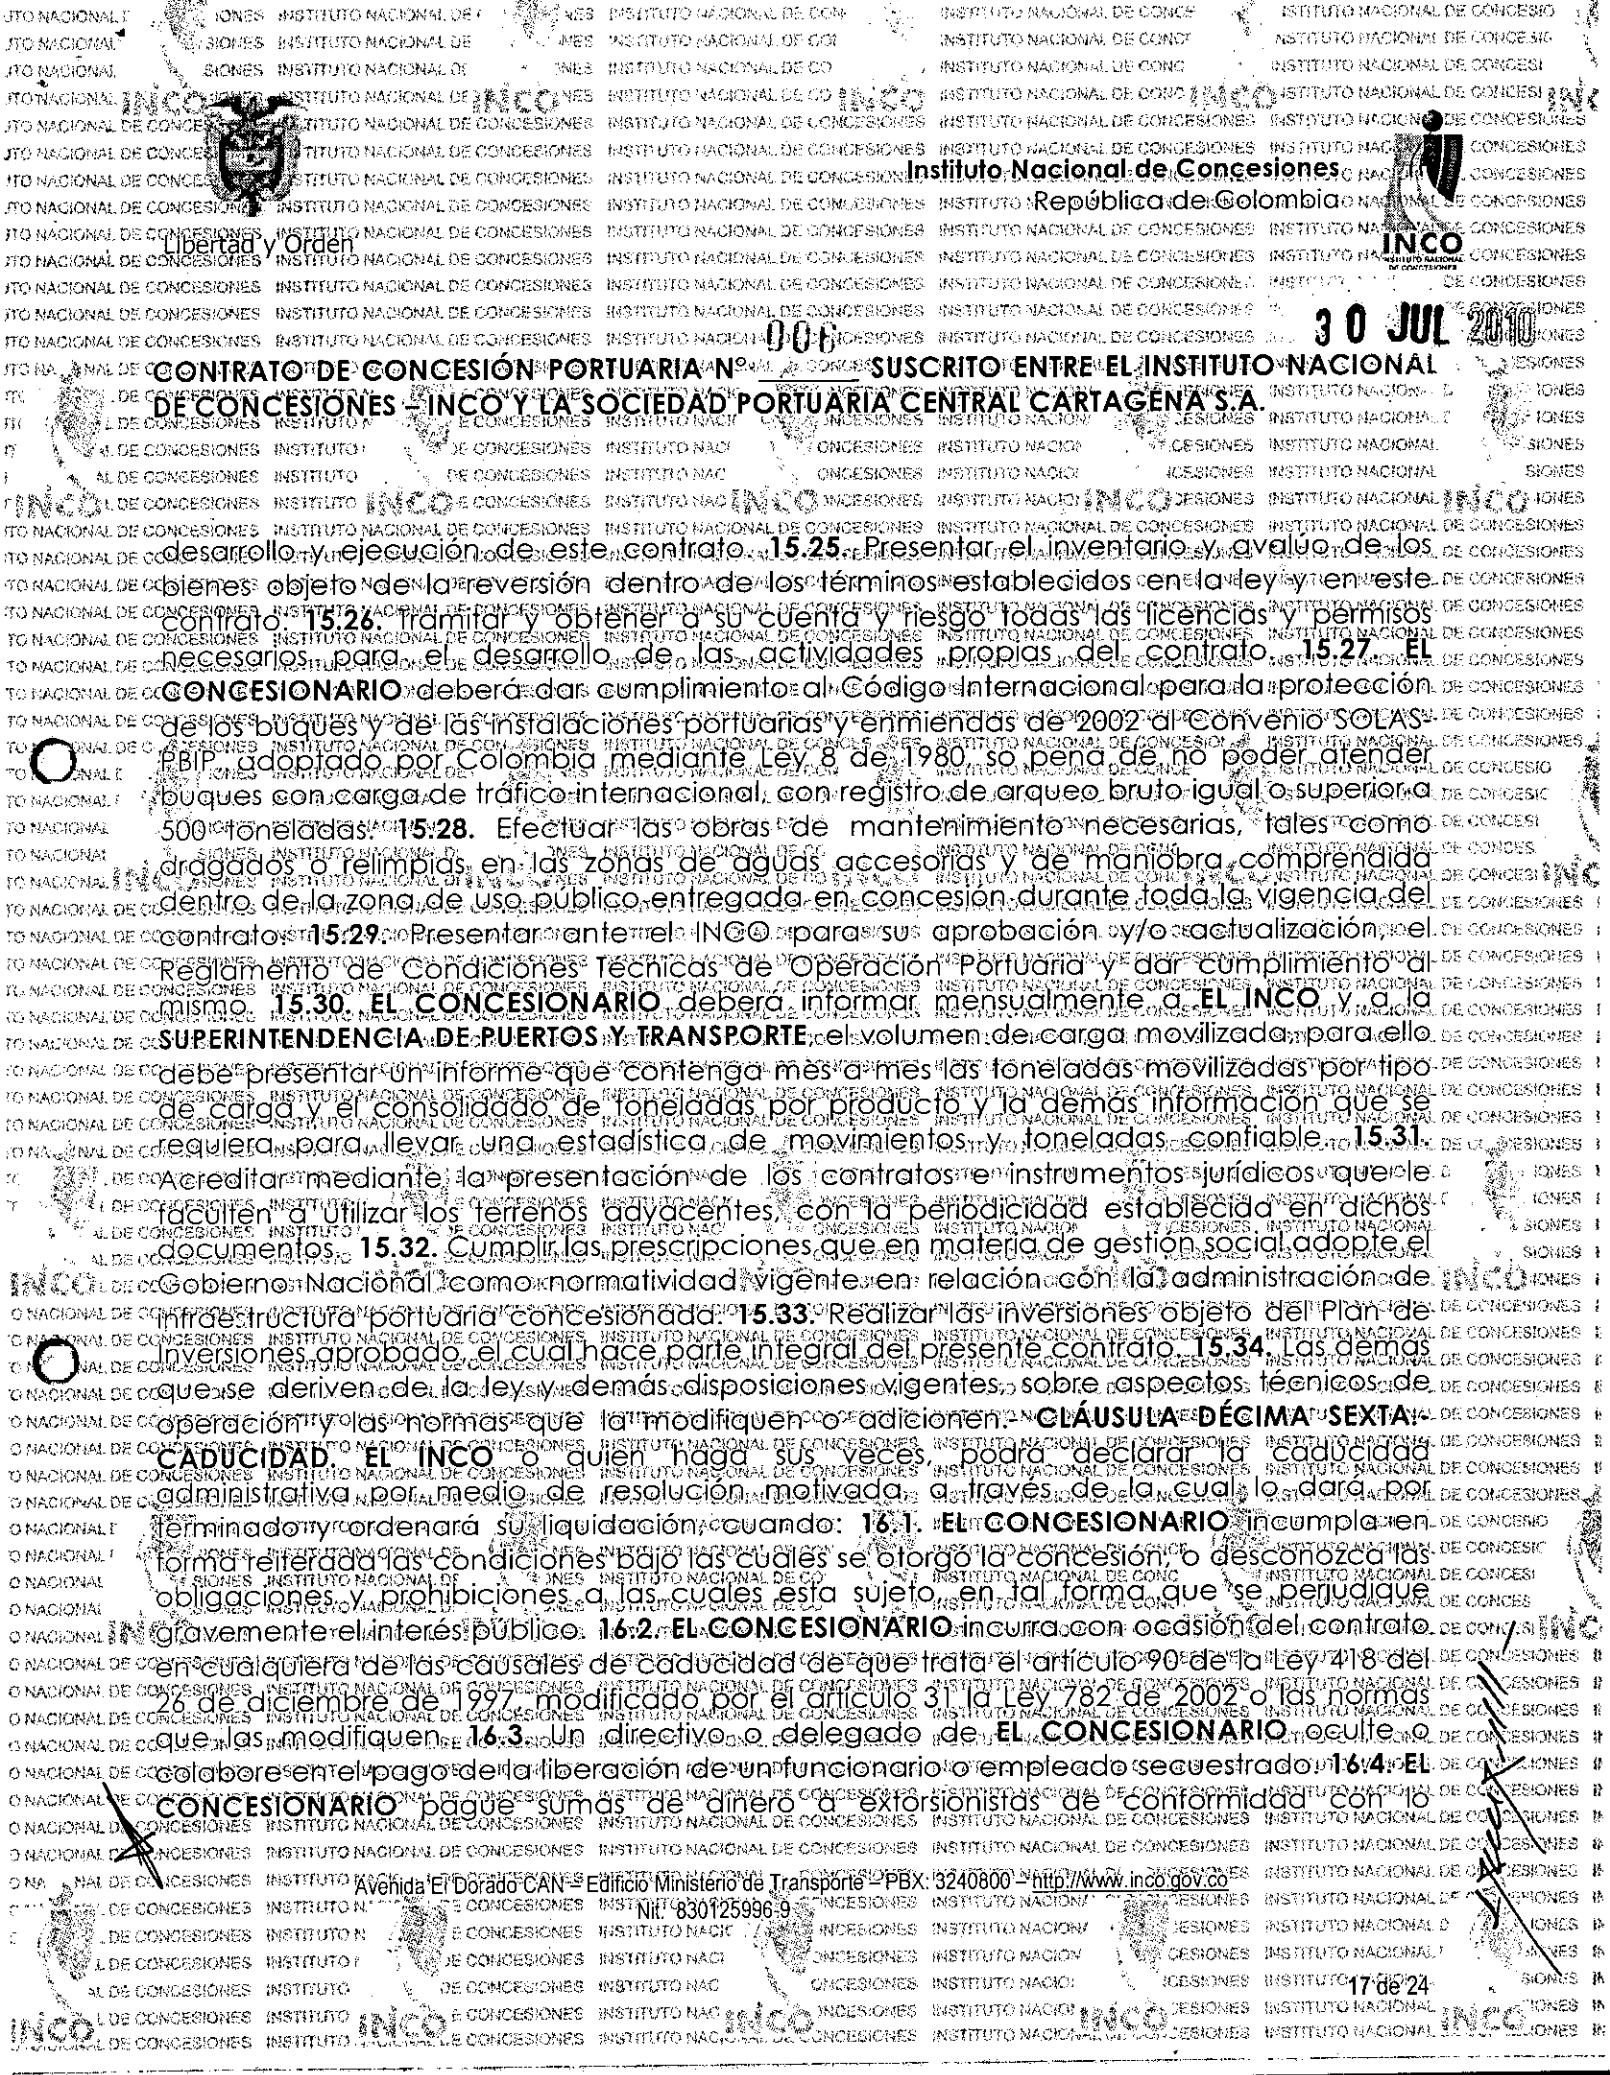 Instituto Nacional de Concesiones
República de Colombia
Libertad y Orden
INCO
INSTITUTO NACIONAL
DE CONCESIONES
30 JUL 2010
006
CONTRATO DE CONCESIÓN PORTUARIA Nº ______ SUSCRITO ENTRE EL INSTITUTO NACIONAL
DE CONCESIONES – INCO Y LA SOCIEDAD PORTUARIA CENTRAL CARTAGENA S.A.
desarrollo y ejecución de este contrato. 15.25. Presentar el inventario y avalúo de los
bienes objeto de la reversión dentro de los términos establecidos en la ley y en este
contrato. 15.26. Tramitar y obtener a su cuenta y riesgo todas las licencias y permisos
necesarios para el desarrollo de las actividades propias del contrato. 15.27. EL
CONCESIONARIO deberá dar cumplimiento al Código Internacional para la protección
de los buques y de las instalaciones portuarias y enmiendas de 2002 al Convenio SOLAS-
PBIP, adoptado por Colombia mediante Ley 8 de 1980, so pena de no poder atender
buques con carga de tráfico internacional, con registro de arqueo bruto igual o superior a
500 toneladas. 15.28. Efectuar las obras de mantenimiento necesarias, tales como
dragados o relimpias en las zonas de aguas accesorias y de maniobra comprendida
dentro de la zona de uso público entregada en concesión durante toda la vigencia del
contrato. 15.29. Presentar ante el INCO para su aprobación y/o actualización, el
Reglamento de Condiciones Técnicas de Operación Portuaria y dar cumplimiento al
mismo. 15.30. EL CONCESIONARIO deberá informar mensualmente a EL INCO y a la
SUPERINTENDENCIA DE PUERTOS Y TRANSPORTE, el volumen de carga movilizada, para ello
debe presentar un informe que contenga mes a mes las toneladas movilizadas por tipo
de carga y el consolidado de toneladas por producto y la demás información que se
requiera para llevar una estadística de movimientos y toneladas confiable. 15.31.
Acreditar mediante la presentación de los contratos e instrumentos jurídicos que le
faculten a utilizar los terrenos adyacentes, con la periodicidad establecida en dichos
documentos. 15.32. Cumplir las prescripciones que en materia de gestión social adopte el
Gobierno Nacional como normatividad vigente en relación con la administración de
infraestructura portuaria concesionada. 15.33. Realizar las inversiones objeto del Plan de
Inversiones aprobado, el cual hace parte integral del presente contrato. 15.34. Las demás
que se deriven de la ley y demás disposiciones vigentes, sobre aspectos técnicos de
operación y las normas que la modifiquen o adicionen.- CLÁUSULA DÉCIMA SEXTA.-
CADUCIDAD. EL INCO o quien haga sus veces, podrá declarar la caducidad
administrativa por medio de resolución motivada, a través de la cual lo dará por
terminado y ordenará su liquidación, cuando: 16.1. EL CONCESIONARIO incumpla en
forma reiterada las condiciones bajo las cuales se otorgó la concesión, o desconozca las
obligaciones y prohibiciones a las cuales esta sujeto, en tal forma que se perjudique
gravemente el interés público. 16.2. EL CONCESIONARIO incurra con ocasión del contrato
en cualquiera de las causales de caducidad de que trata el artículo 90 de la Ley 418 del
26 de diciembre de 1997, modificado por el artículo 31 la Ley 782 de 2002 o las normas
que las modifiquen. 16.3. Un directivo o delegado de EL CONCESIONARIO oculte o
colabore en el pago de la liberación de un funcionario o empleado secuestrado. 16.4. EL
CONCESIONARIO pague sumas de dinero a extorsionistas de conformidad con lo
Avenida El Dorado CAN – Edificio Ministerio de Transporte – PBX: 3240800 – http://www.inco.gov.co
Nit. 830125996-9
17 de 24